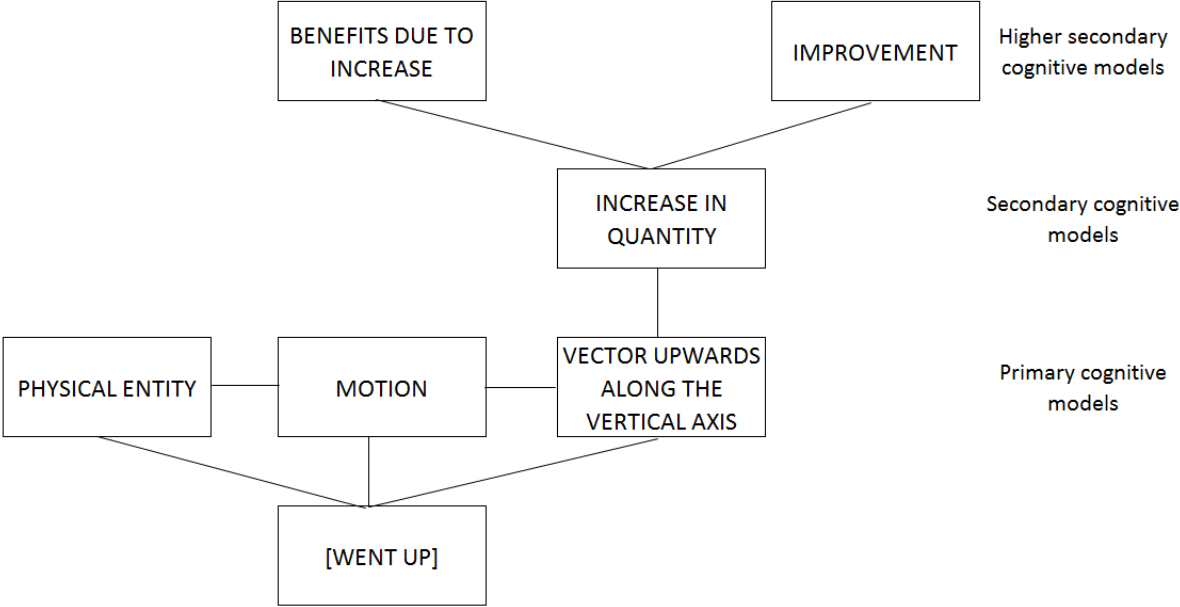 BENEFITS DUE TO
INCREASE
IMPROVEMENT
Higher secondary
cognitive models
INCREASE IN
QUANTITY
Secondary cognitive
models
PHYSICAL ENTITY
MOTION
VECTOR UPWARDS
ALONG THE
VERTICAL AXIS
Primary cognitive
models
[WENT UP]